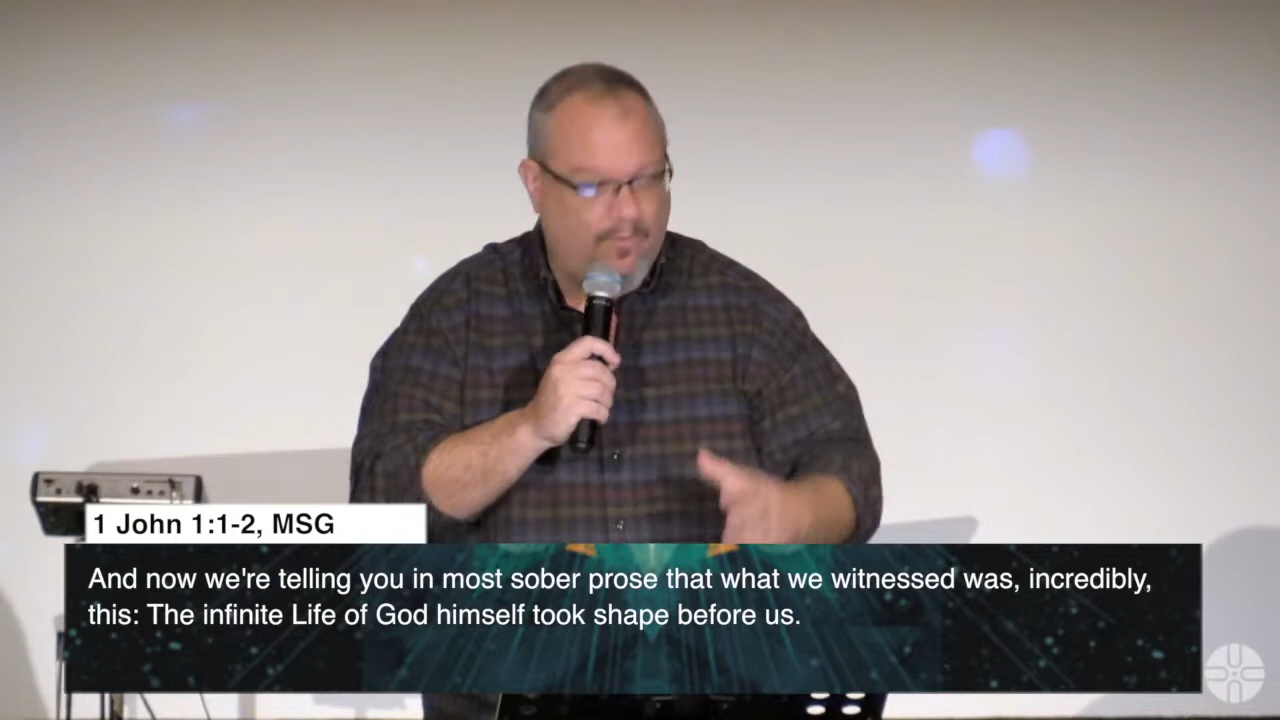 1 John 1:1-2, MSG
And now we're telling you in most sober prose that what we witnessed was, incredibly,
this: The infinite Life of God himself took shape before us.